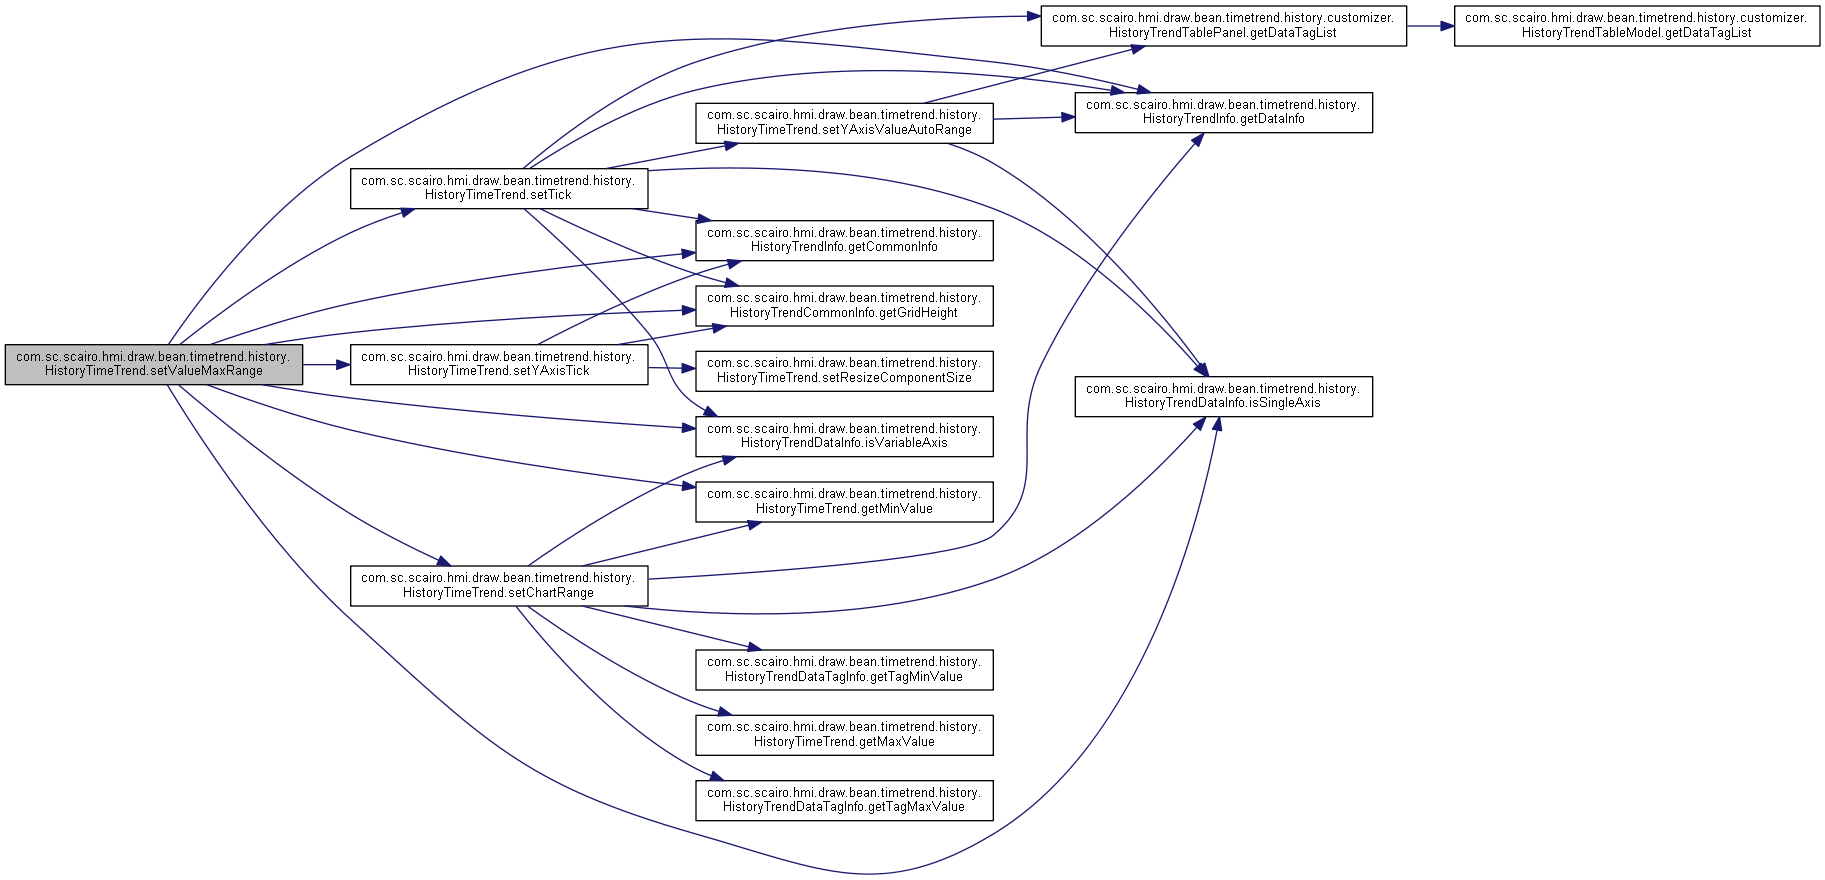 com.sc.scairo.hmi.draw.bean.timetrend.history.customizer.
HistoryTrendTablePanel.getDataTagList
com.sc.scairo.hmi.draw.bean.timetrend.history.customizer.
HistoryTrendTableModel.getDataTagList
com.sc.scairo.hmi.draw.bean.timetrend.history.
HistoryTrendInfo.getDataInfo
com.sc.scairo.hmi.draw.bean.timetrend.history.
HistoryTimeTrend.setYAxisValueAutoRange
com.sc.scairo.hmi.draw.bean.timetrend.history.
HistoryTimeTrend.setTick
com.sc.scairo.hmi.draw.bean.timetrend.history.
HistoryTrendInfo.getCommonInfo
com.sc.scairo.hmi.draw.bean.timetrend.history.
HistoryTrendCommonInfo.getGridHeight
com.sc.scairo.hmi.draw.bean.timetrend.history.
HistoryTimeTrend.setValueMaxRange
com.sc.scairo.hmi.draw.bean.timetrend.history.
HistoryTimeTrend.setYAxisTick
com.sc.scairo.hmi.draw.bean.timetrend.history.
HistoryTimeTrend.setResizeComponentSize
com.sc.scairo.hmi.draw.bean.timetrend.history.
HistoryTrendDataInfo.isSingleAxis
com.sc.scairo.hmi.draw.bean.timetrend.history.
HistoryTrendDataInfo.isVariableAxis
com.sc.scairo.hmi.draw.bean.timetrend.history.
HistoryTimeTrend.getMinValue
com.sc.scairo.hmi.draw.bean.timetrend.history.
HistoryTimeTrend.setChartRange
com.sc.scairo.hmi.draw.bean.timetrend.history.
HistoryTrendDataTagInfo.getTagMinValue
com.sc.scairo.hmi.draw.bean.timetrend.history.
HistoryTimeTrend.getMaxValue
com.sc.scairo.hmi.draw.bean.timetrend.history.
HistoryTrendDataTagInfo.getTagMaxValue